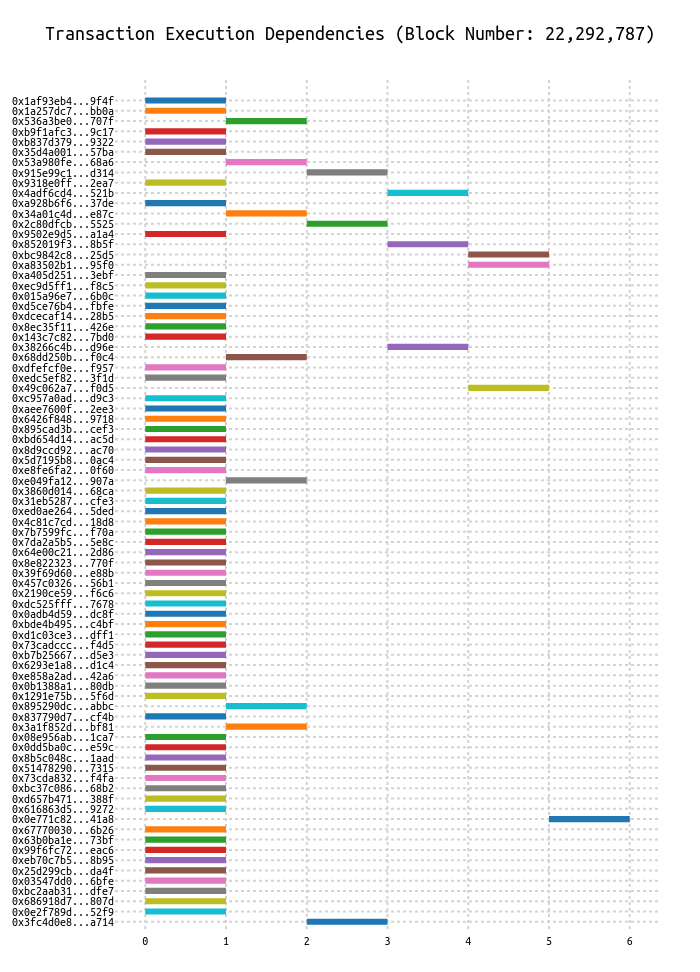 Transaction Execution Dependencies (Block Number: 22,292,787)
0x1af93eb4...9f4f
0x1a257dc7...bb0a
0x536a3be0...707f
0xb9f1afc3...9c17
0xb837d379...9322
0x35d4a001...57ba
0x53a980fe...68a6
0x915e99c1...d314
0x9318e0ff...2ea7
0x4adf6cd4...521b
0xa928b6f6...37de
0x34a01c4d...e87c
0x2c80dfcb...5525
0x9502e9d5...a1a4
0x852019f3...8b5f
0xbc9842c8...25d5
0xa83502b1...95f0
0xa405d251...3ebf
0xec9d5ff1...f8c5
0x015a96e7...6b0c
0xd5ce76b4...fbfe
0xdcecaf14...28b5
0x8ec35f11...426e
0x143c7c82...7bd0
0x38266c4b...d96e
0x68dd250b...f0c4
0xdfefcf0e...f957
0xedc5ef82...3f1d
0x49c062a7...f0d5
0xc957a0ad...d9c3
0xaee7600f...2ee3
0x6426f848...9718
0x895cad3b...cef3
0xbd654d14...ac5d
0x8d9ccd92...ac70
0x5d7195b8...0ac4
0xe8fe6fa2...0f60
0xe049fa12...907a
0x3860d014...68ca
0x31eb5287...cfe3
0xed0ae264...5ded
0x4c81c7cd...18d8
0x7b7599fc...f70a
0x7da2a5b5...5e8c
0x64e00c21...2d86
0x8e822323...770f
0x39f69d60...e88b
0x457c0326...56b1
0x2190ce59...f6c6
0xdc525fff...7678
0x0adb4d59...dc8f
0xbde4b495...c4bf
0xd1c03ce3...dff1
0x73cadccc...f4d5
0xb7b25667...d5e3
0x6293e1a8...d1c4
0xe858a2ad...42a6
0x0b1388a1...80db
0x1291e75b...5f6d
0x895290dc...abbc
0x837790d7...cf4b
0x3a1f852d...bf81
0x08e956ab...1ca7
0x0dd5ba0c...e59c
0x8b5c048c...1aad
0x51478290...7315
0x73cda832...f4fa
0xbc37c086...68b2
0xd657b471...388f
0x616863d5...9272
0x0e771c82...41a8
0x67770030...6b26
0x63b0ba1e...73bf
0x99f6fc72...eac6
0xeb70c7b5...8b95
0x25d299cb...da4f
0x03547dd0...6bfe
0xbc2aab31...dfe7
0x686918d7...807d
0x0e2f789d...52f9
0x3fc4d0e8...a714
0 1 2 3 4 5 6